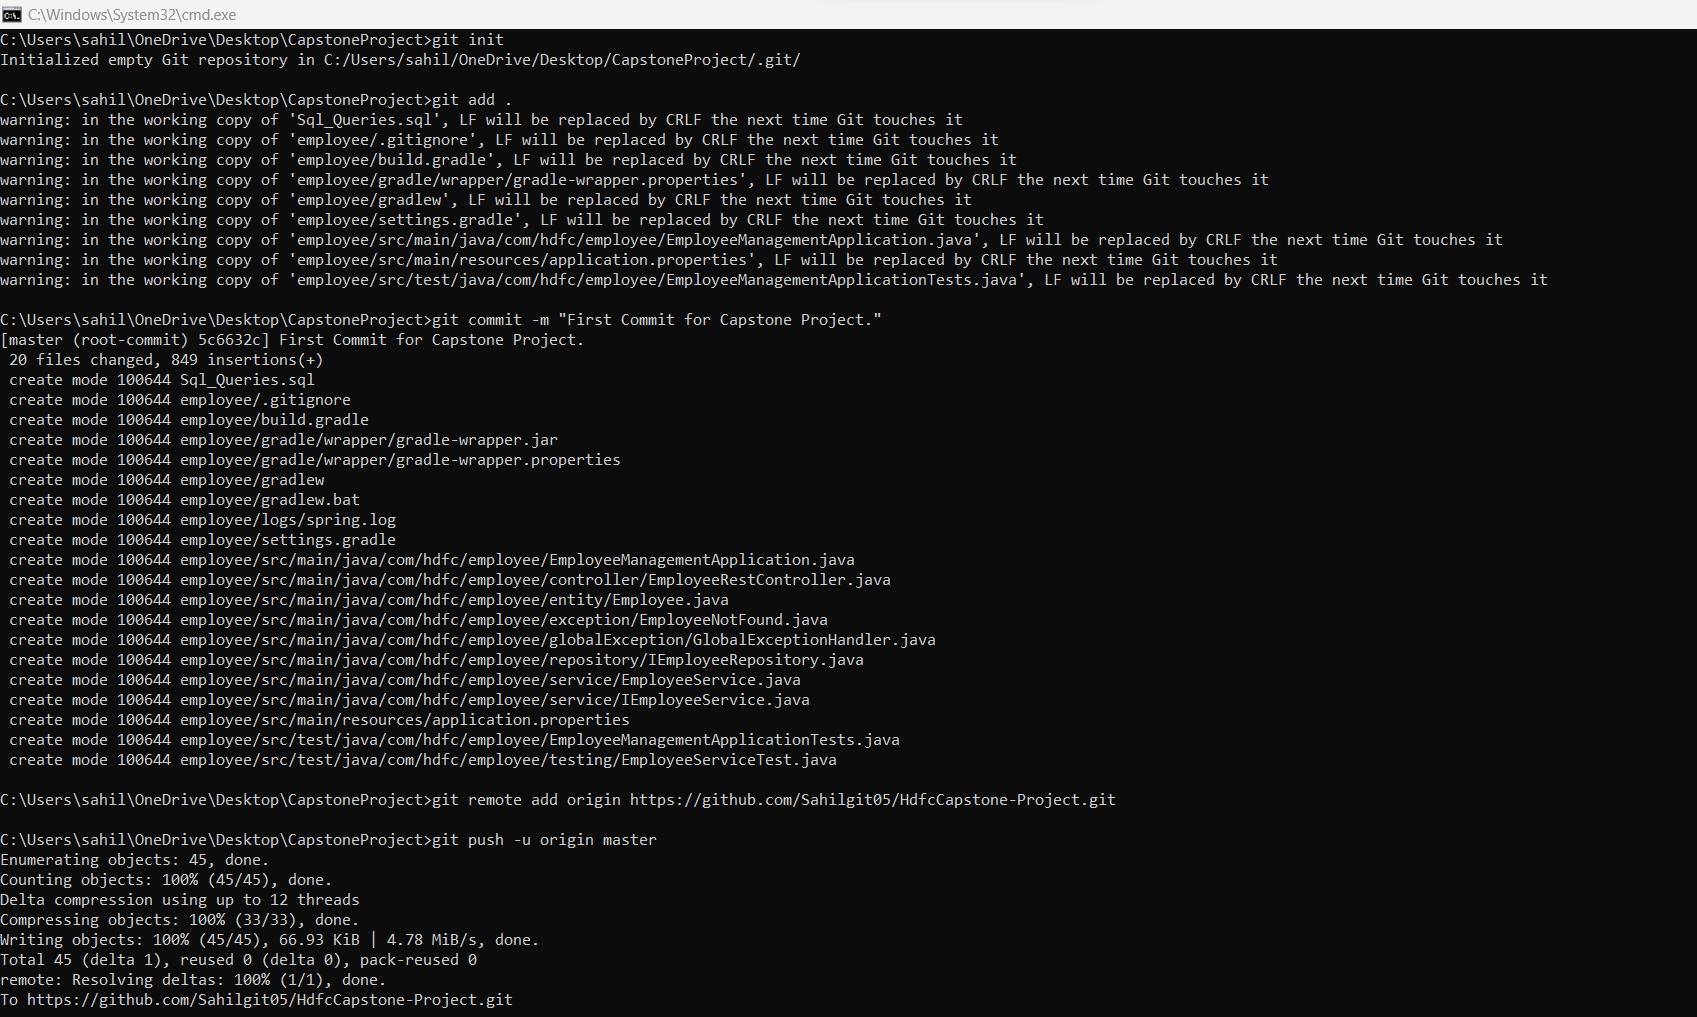 C:\Windows\System32\cmd.exe
C:\Users\sahil\OneDrive\Desktop\CapstoneProject>git init
Initialized empty Git repository in C:/Users/sahil/OneDrive/Desktop/CapstoneProject/.git/
C:\Users\sahil\OneDrive\Desktop\CapstoneProject>git add .
warning: in the working copy of 'Sql_Queries.sql', LF will be replaced by CRLF the next time Git touches it
warning: in the working copy of 'employee/.gitignore', LF will be replaced by CRLF the next time Git touches it
warning: in the working copy of 'employee/build.gradle', LF will be replaced by CRLF the next time Git touches it
warning: in the working copy of 'employee/gradle/wrapper/gradle-wrapper.properties', LF will be replaced by CRLF the next time Git touches it
warning: in the working copy of 'employee/gradlew', LF will be replaced by CRLF the next time Git touches it
warning: in the working copy of 'employee/settings.gradle', LF will be replaced by CRLF the next time Git touches it
warning: in the working copy of 'employee/src/main/java/com/hdfc/employee/EmployeeManagementApplication.java', LF will be replaced by CRLF the next time Git touches it
warning: in the working copy of 'employee/src/main/resources/application.properties', LF will be replaced by CRLF the next time Git touches it
warning: in the working copy of 'employee/src/test/java/com/hdfc/employee/EmployeeManagementApplicationTests.java', LF will be replaced by CRLF the next time Git touches it
C:\Users\sahil\OneDrive\Desktop\CapstoneProject>git commit -m "First Commit for Capstone Project."
[master (root-commit) 5c6632c] First Commit for Capstone Project.
20 files changed, 849 insertions(+)
create mode 100644 Sql_Queries.sql
create mode 100644 employee/.gitignore
create mode 100644 employee/build.gradle
create mode 100644 employee/gradle/wrapper/gradle-wrapper.jar
create mode 100644 employee/gradle/wrapper/gradle-wrapper.properties
create mode 100644 employee/gradlew
create mode 100644 employee/gradlew.bat
create mode 100644 employee/logs/spring.log
create mode 100644 employee/settings.gradle
create mode 100644 employee/src/main/java/com/hdfc/employee/EmployeeManagementApplication.java
create mode 100644 employee/src/main/java/com/hdfc/employee/controller/EmployeeRestController.java
create mode 100644 employee/src/main/java/com/hdfc/employee/entity/Employee.java
create mode 100644 employee/src/main/java/com/hdfc/employee/exception/EmployeeNotFound.java
create mode 100644 employee/src/main/java/com/hdfc/employee/globalException/GlobalExceptionHandler.java
create mode 100644 employee/src/main/java/com/hdfc/employee/repository/IEmployeeRepository.java
create mode 100644 employee/src/main/java/com/hdfc/employee/service/EmployeeService.java
create mode 100644 employee/src/main/java/com/hdfc/employee/service/IEmployeeService.java
create mode 100644 employee/src/main/resources/application.properties
create mode 100644 employee/src/test/java/com/hdfc/employee/EmployeeManagementApplicationTests.java
create mode 100644 employee/src/test/java/com/hdfc/employee/testing/EmployeeServiceTest.java
C:\Users\sahil\OneDrive\Desktop\CapstoneProject>git remote add origin https://github.com/Sahilgit05/HdfcCapstone-Project.git
C:\Users\sahil\OneDrive\Desktop\CapstoneProject>git push -u origin master
Enumerating objects: 45, done.
Counting objects: 100% (45/45), done.
Delta compression using up to 12 threads
Compressing objects: 100% (33/33), done.
Writing objects: 100% (45/45), 66.93 KiB | 4.78 MiB/s, done.
Total 45 (delta 1), reused 0 (delta 0), pack-reused 0
remote: Resolving deltas: 100% (1/1), done.
To https://github.com/Sahilgit05/HdfcCapstone-Project.git